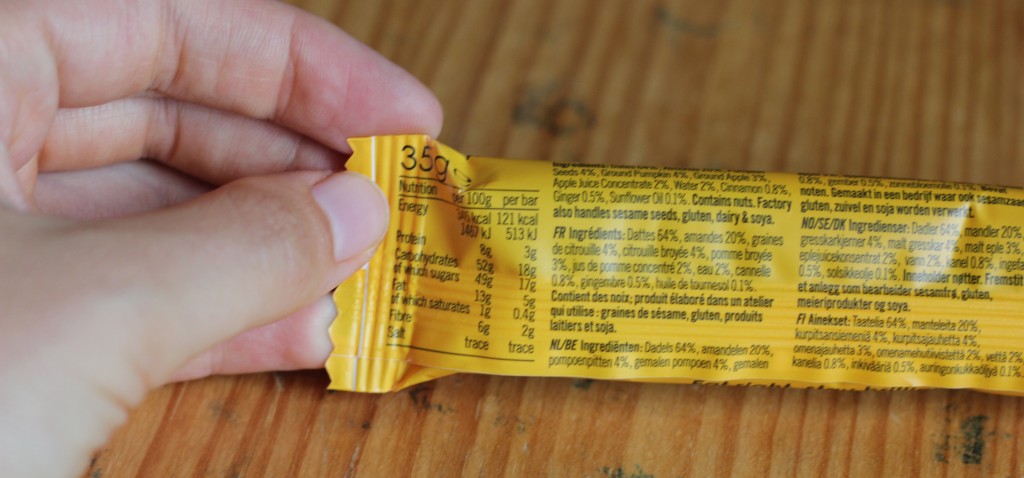 35g e
Nutrition per 100g per bar
Energy kcal 121 kcal
1467 kJ 513 kJ
Protein 8g 3g
Carbohydrates 52g 18g
of which sugars 49g 17g
Fat 13g 5g
of which saturates 1g 0.4g
Fibre 6g 2g
Salt trace trace
Seeds 4%, Ground Pumpkin 4%, Ground Apple 3%,
Apple Juice Concentrate 2%, Water 2%, Cinnamon 0.8%,
Ginger 0.5%, Sunflower Oil 0.1%. Contains nuts. Factory
also handles sesame seeds, gluten, dairy & soya.
FR Ingrédients: Dattes 64%, amandes 20%, graines
de citrouille 4%, citrouille broyée 4%, pomme broyée
3%, jus de pomme concentré 2%, eau 2%, cannelle
0.8%, gingembre 0.5%, huile de tournesol 0.1%.
Contient des noix; produit élaboré dans un atelier
qui utilise : graines de sésame, gluten, produits
laitiers et soja.
NL/BE Ingrediënten: Dadels 64%, amandelen 20%,
pompoenpitten 4%, gemalen pompoen 4%, gemalen
noten. Gemaakt in een bedrijf waar ook sesamzaad
gluten, zuivel en soja worden verwerkt.
NO/SE/DK Ingredienser: Dadler 64%, mandler 20%,
gresskarkjerner 4%, malt gresskar 4%, malt eple 3%,
eplejuicekonsentrat 2%, vann 2%, kanel 0.8%, ingefær
0.5%, solsikkeolje 0.1%. Inneholder nøtter. Fremstilt
et anlegg som bearbeider sesamfrø, gluten,
meieriprodukter og soya.
FI Ainekset: Taatelia 64%, manteleita 20%,
kurpitsansiemeniä 4%, kurpitsajauhetta 4%,
omenajauhetta 3%, omenamehutiivistettä 2%, vettä 2%,
kanelia 0.8%, inkivääriä 0.5%, auringonkukkaöljyä 0.1%